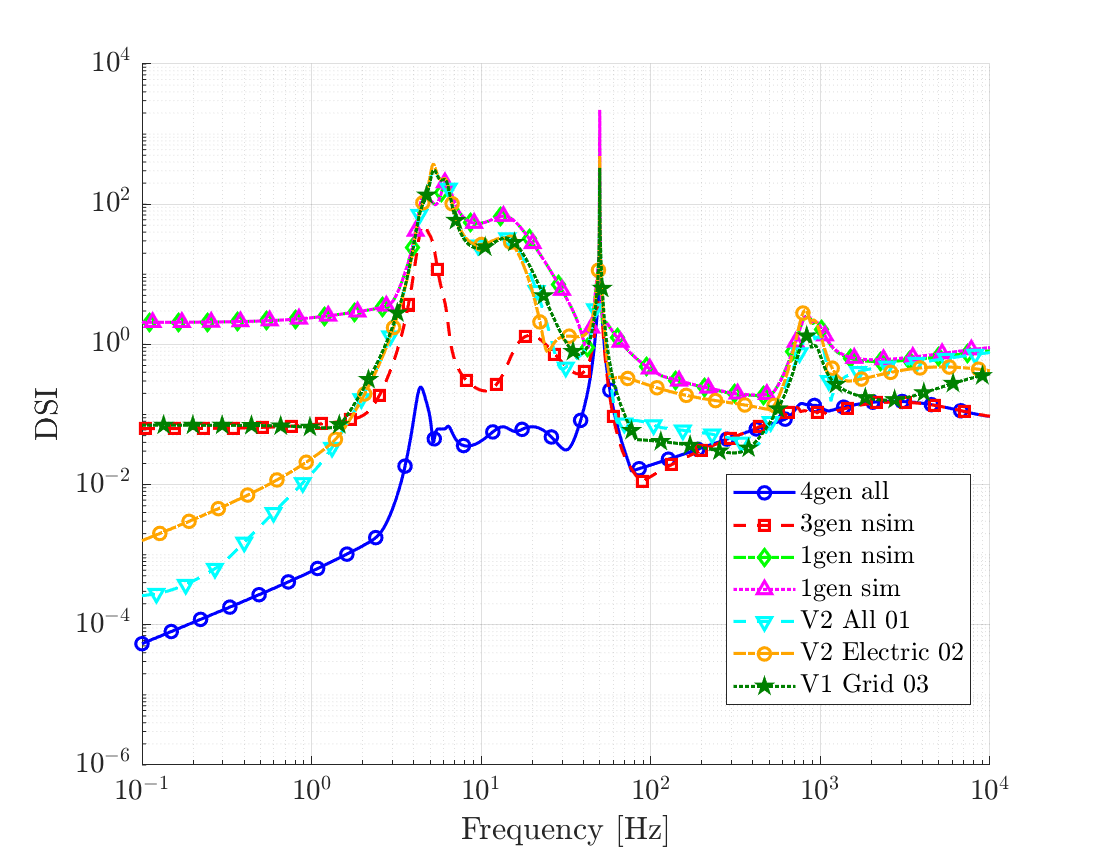 DSI
10^4
10^2
10^0
10^-2
10^-4
10^-6
10^-1
10^0
10^1
10^2
10^3
10^4
Frequency [Hz]
4gen all
3gen nsim
1gen nsim
1gen sim
V2 All 01
V2 Electric 02
V1 Grid 03